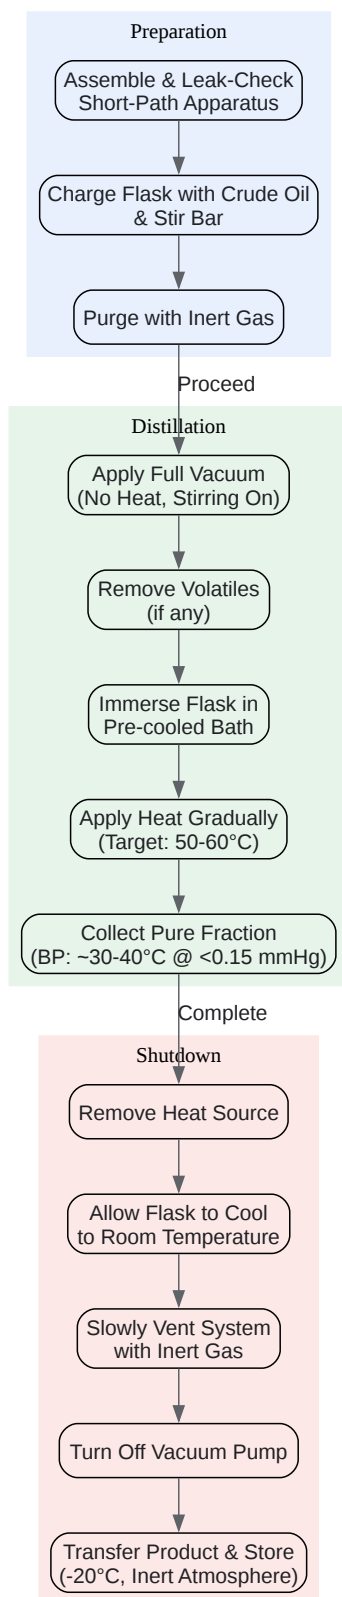 Preparation
Assemble & Leak-Check
Short-Path Apparatus
Charge Flask with Crude Oil
& Stir Bar
Purge with Inert Gas
Proceed
Distillation
Apply Full Vacuum
(No Heat, Stirring On)
Remove Volatiles
(if any)
Immerse Flask in
Pre-cooled Bath
Apply Heat Gradually
(Target: 50-60°C)
Collect Pure Fraction
(BP: ~30-40°C @ <0.15 mmHg)
Complete
Shutdown
Remove Heat Source
Allow Flask to Cool
to Room Temperature
Slowly Vent System
with Inert Gas
Turn Off Vacuum Pump
Transfer Product & Store
(-20°C, Inert Atmosphere)